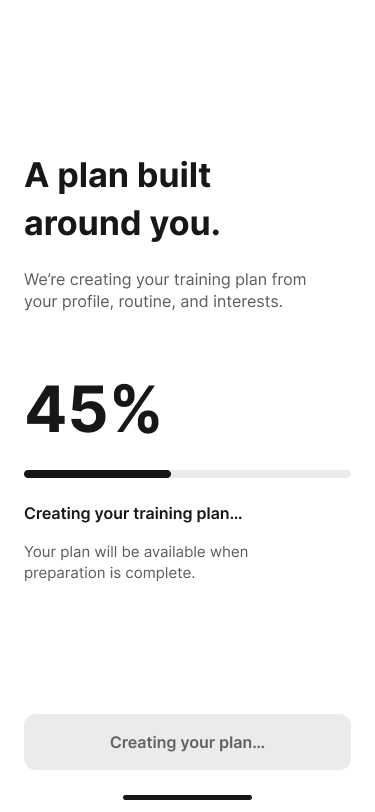 A plan built
around you.
We’re creating your training plan from
your profile, routine, and interests.
45%
Creating your training plan…
Your plan will be available when
preparation is complete.
Creating your plan…